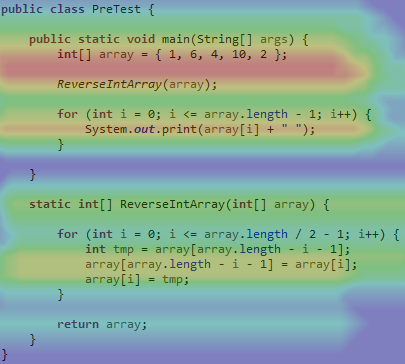 public class PreTest {
public static void main(String[] args) {
int[] array = { 1, 6, 4, 10, 2 };
ReverseIntArray(array);
for (int i = 0; i <= array.length - 1; i++) {
System.out.print(array[i] + " ");
}
}
static int[] ReverseIntArray(int[] array) {
for (int i = 0; i <= array.length / 2 - 1; i++) {
int tmp = array[array.length - i - 1];
array[array.length - i - 1] = array[i];
array[i] = tmp;
}
return array;
}
}